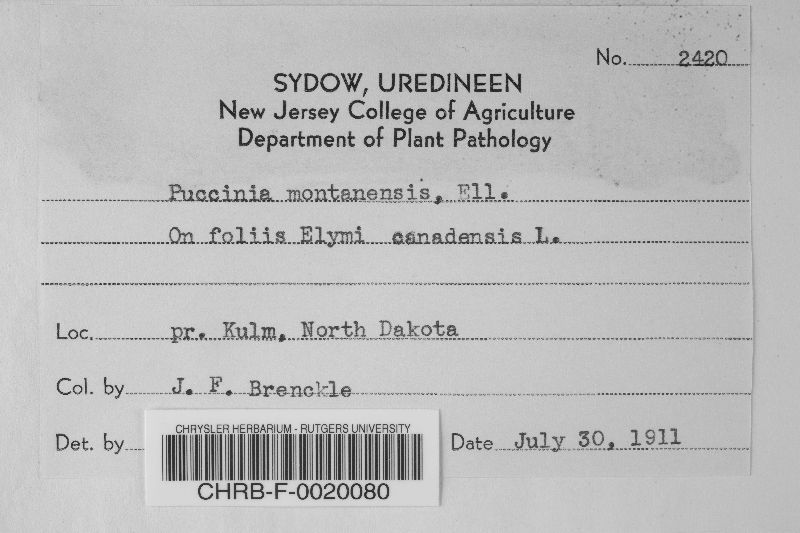 No. 2420
SYDOW, UREDINEEN
New Jersey College of Agriculture
Department of Plant Pathology
Puccinia montanensis, Ell.
On foliis Elymi canadensis L.
Loc. pr. Kulm, North Dakota
Col. by J. F. Brenckle
Det. by
Date July 30, 1911
CHRYSLER HERBARIUM - RUTGERS UNIVERSITY
CHRB-F-0020080